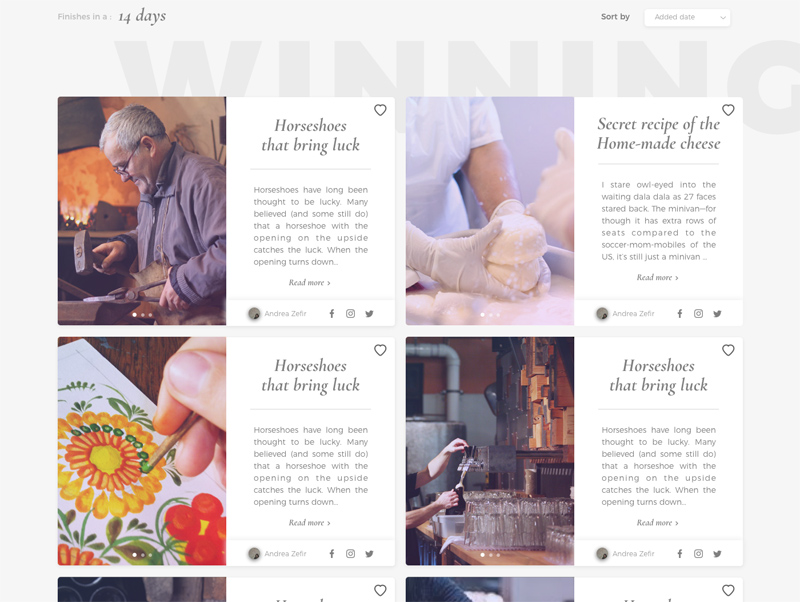 Finishes in a : 14 days
Sort by Added date
WINNING
Horseshoes
that bring luck
Horseshoes have long been
thought to be lucky. Many
believed (and some still do)
that a horseshoe with the
opening on the upside
catches the luck. When the
opening turns down...
Read more ›
Andrea Zefir
Secret recipe of the
Home-made cheese
I stare owl-eyed into the
waiting dala dala as 27 faces
stared back. The minivan—for
though it has extra rows of
seats compared to the
soccer-mom-mobiles of the
US, it's still just a minivan ...
Read more ›
Andrea Zefir
Horseshoes
that bring luck
Horseshoes have long been
thought to be lucky. Many
believed (and some still do)
that a horseshoe with the
opening on the upside
catches the luck. When the
opening turns down...
Read more ›
Andrea Zefir
Horseshoes
that bring luck
Horseshoes have long been
thought to be lucky. Many
believed (and some still do)
that a horseshoe with the
opening on the upside
catches the luck. When the
opening turns down...
Read more ›
Andrea Zefir